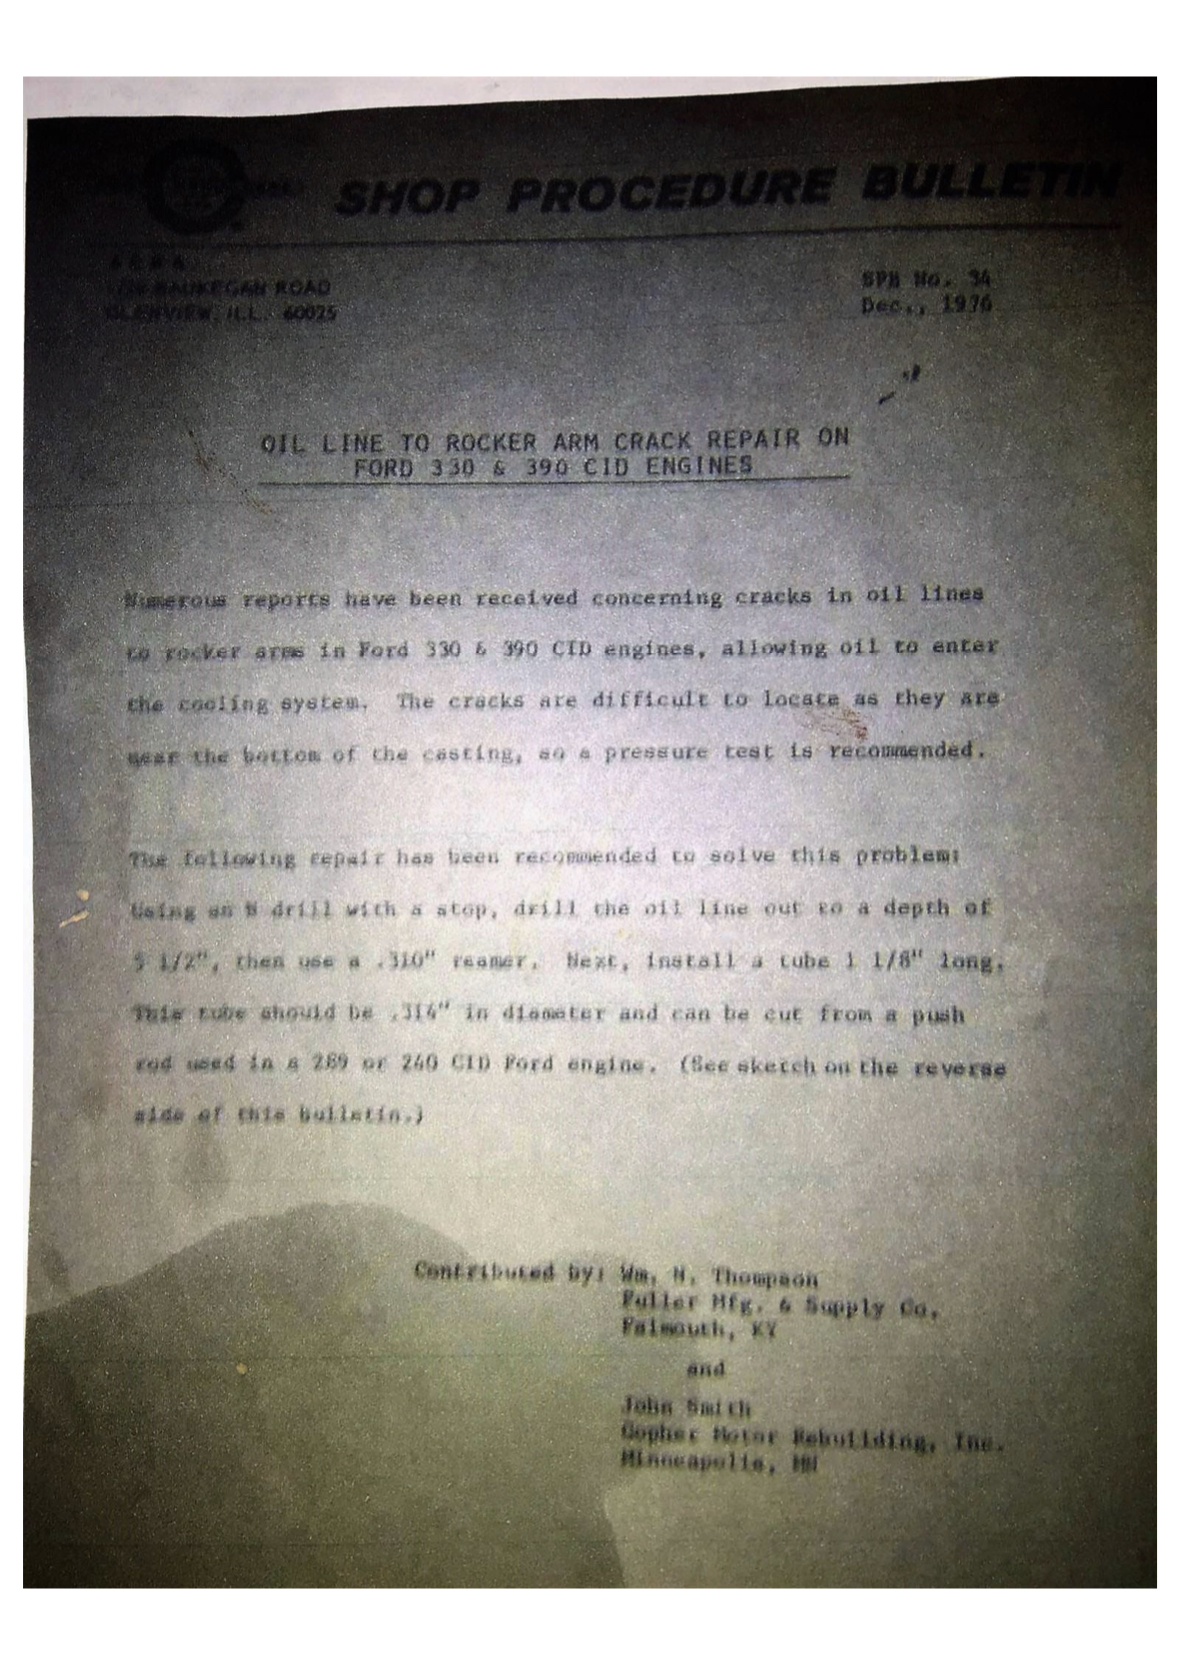 SHOP PROCEDURE BULLETIN
WAUKEGAN ROAD
GLENVIEW, ILL. 60025
SPB No. 34
Dec., 1976
OIL LINE TO ROCKER ARM CRACK REPAIR ON
FORD 330 & 390 CID ENGINES
Numerous reports have been received concerning cracks in oil lines
to rocker arms in Ford 330 & 390 CID engines, allowing oil to enter
the cooling system. The cracks are difficult to locate as they are
near the bottom of the casting, so a pressure test is recommended.
The following repair has been recommended to solve this problem:
Using an drill with a stop, drill the oil line out to a depth of
1/2", then use a .310" reamer. Next, install a tube 1 1/8" long.
This tube should be .314" in diameter and can be cut from a push
rod used in a 289 or 240 CID Ford engine. (See sketch on the reverse
side of this bulletin.)
Contributed by: Wm. Thompson
Fuller Mfg. & Supply Co.
Falmouth, KY
and
John Smith
Gopher Motor Rebuilding, Inc.
Minneapolis, MN